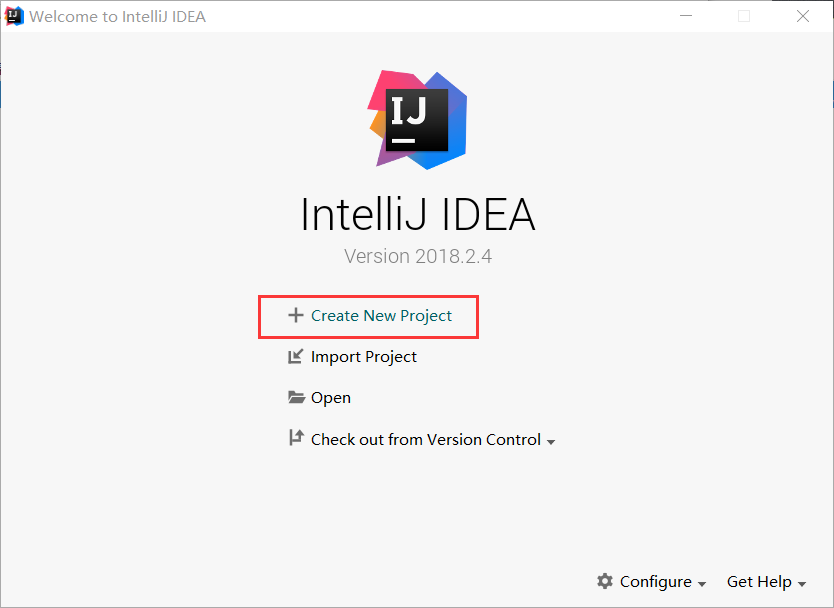 Welcome to IntelliJ IDEA
IJ
IntelliJ IDEA
Version 2018.2.4
Create New Project
Import Project
Open
Check out from Version Control
Configure Get Help